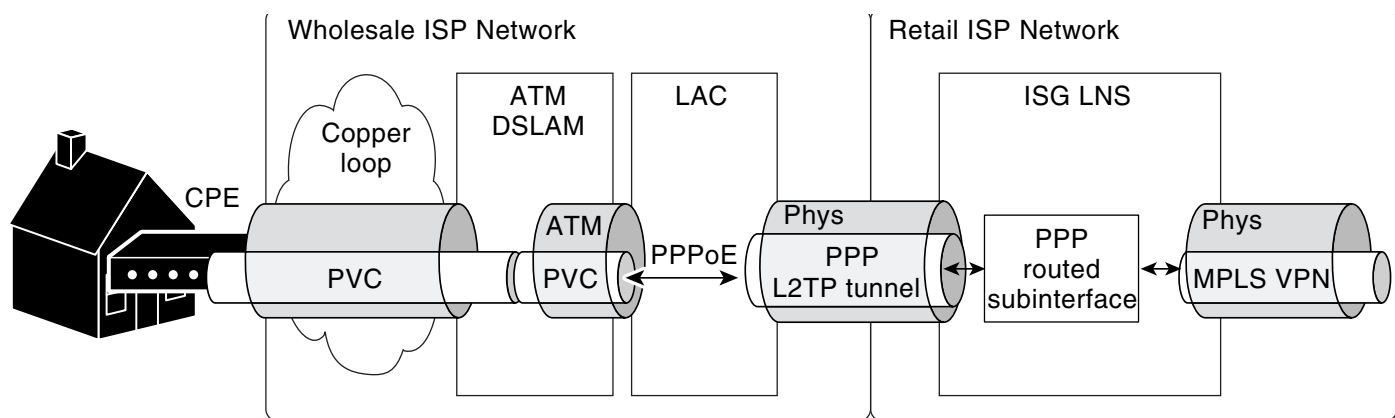 Wholesale ISP Network
Retail ISP Network
ATM
DSLAM
LAC
ISG LNS
Copper
loop
CPE
ATM
Phys
PPP
routed
subinterface
Phys
PVC
PVC
PPPoE
PPP
L2TP tunnel
MPLS VPN